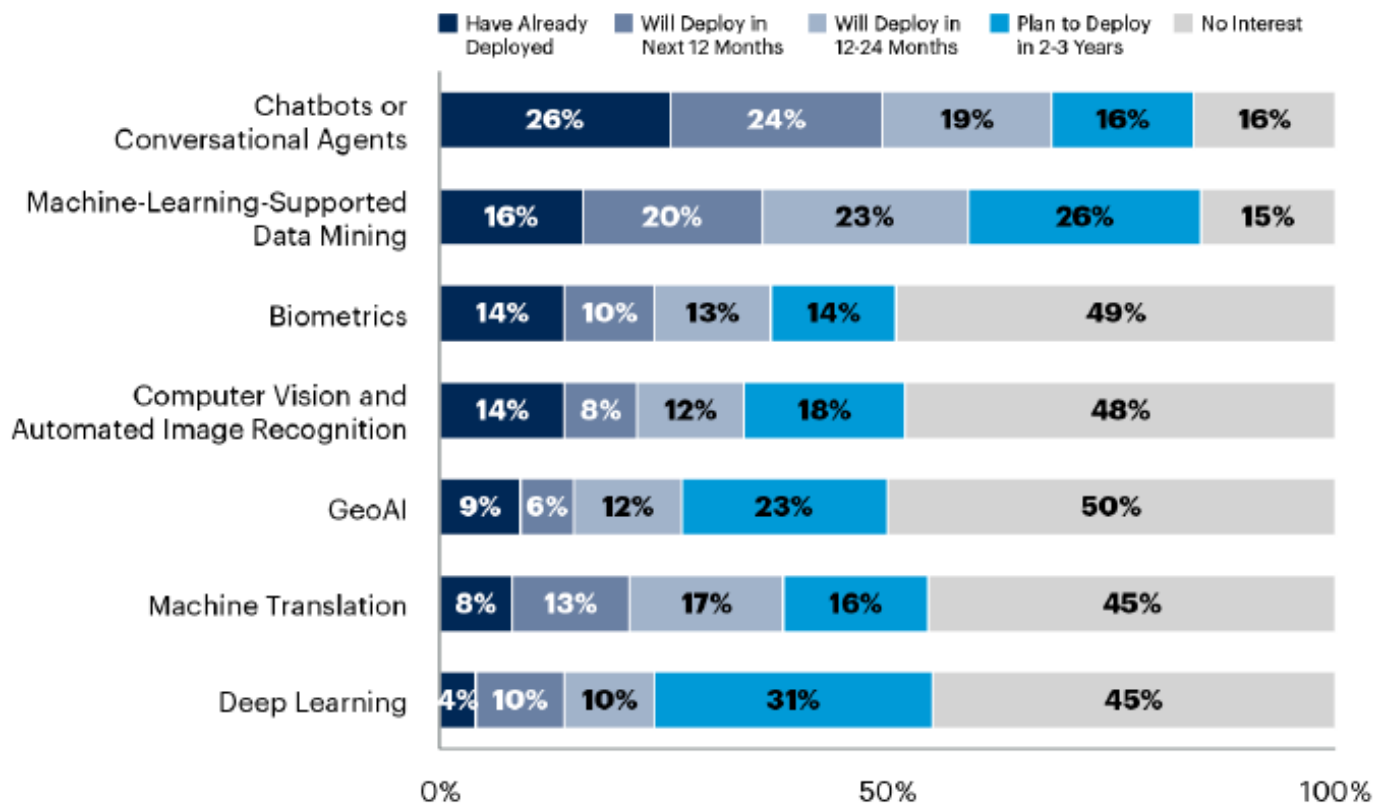 Have Already
Deployed
Will Deploy in
Next 12 Months
Will Deploy in
12-24 Months
Plan to Deploy
in 2-3 Years
No Interest
Chatbots or
Conversational Agents
26% 24% 19% 16% 16%
Machine-Learning-Supported
Data Mining
16% 20% 23% 26% 15%
Biometrics
14% 10% 13% 14% 49%
Computer Vision and
Automated Image Recognition
14% 8% 12% 18% 48%
GeoAI
9% 6% 12% 23% 50%
Machine Translation
8% 13% 17% 16% 45%
Deep Learning
4% 10% 10% 31% 45%
0% 50% 100%